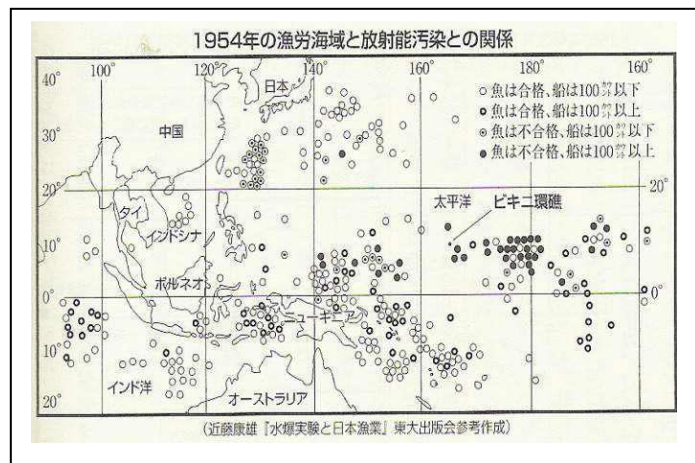 1954年の漁労海域と放射能汚染との関係
100° 120° 140° 160° 180° 160°
40° 日本 ○ 魚は合格、船は100カウント以下
○ 魚は合格、船は100カウント以上
30° 中国 ⊙ 魚は不合格、船は100カウント以下
● 魚は不合格、船は100カウント以上
20° 20°
タイ 太平洋 ビキニ環礁
インドシナ
10°
ボルネオ
0° 0°
ニューギニア
10°
インド洋 オーストラリア
20°
(近藤康雄『水爆実験と日本漁業』東大出版会参考作成)